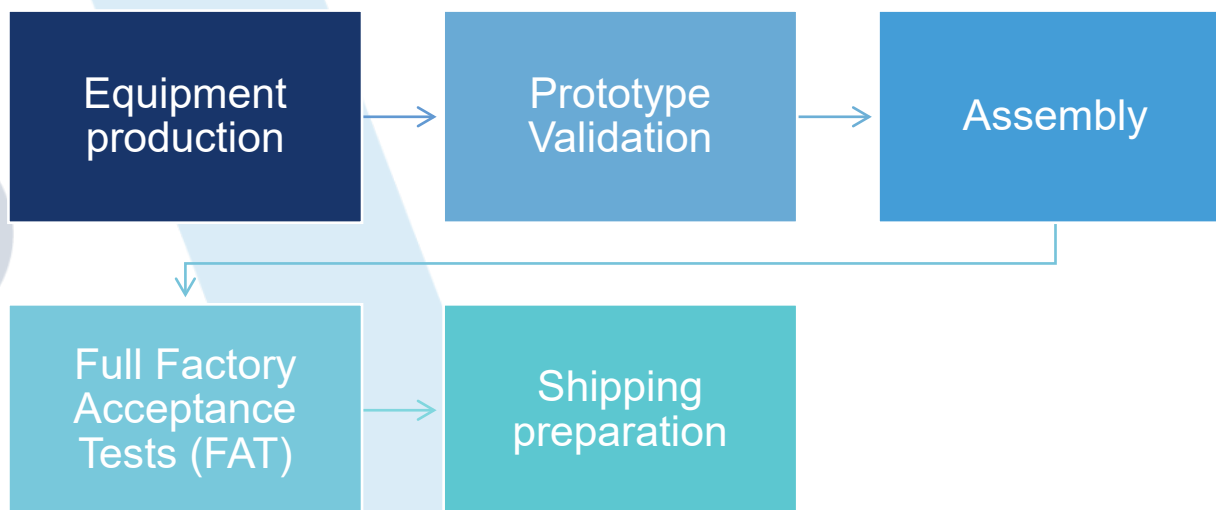 Equipment
production
Prototype
Validation
Assembly
Full Factory
Acceptance
Tests (FAT)
Shipping
preparation